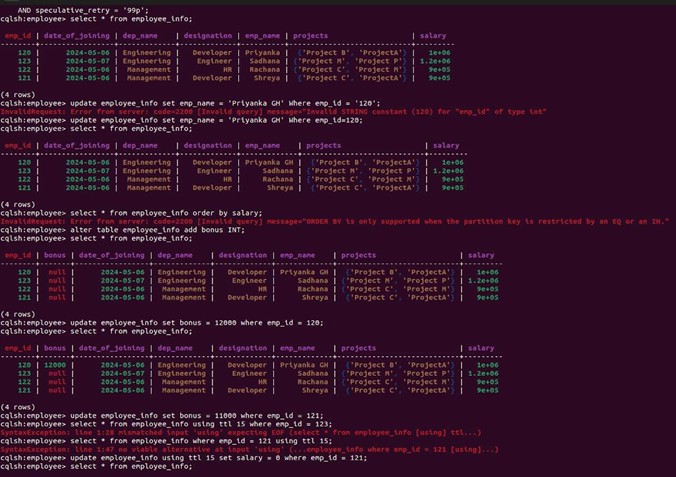 AND speculative_retry = '99p';
cqlsh:employee> select * from employee_info;
emp_id | date_of_joining | dep_name | designation | emp_name | projects | salary
120 | 2024-05-06 | Engineering | Developer | Priyanka | {'Project B', 'ProjectA'} | 1e+06
123 | 2024-05-07 | Engineering | Engineer | Sadhana | {'Project M', 'Project P'} | 1.2e+06
122 | 2024-05-06 | Management | HR | Rachana | {'Project C', 'Project M'} | 9e+05
121 | 2024-05-06 | Management | Developer | Shreya | {'Project C', 'ProjectA'} | 9e+05
(4 rows)
cqlsh:employee> update employee_info set emp_name = 'Priyanka GH' Where emp_id = '120';
InvalidRequest: Error from server: code=2200 [Invalid query] message="Invalid STRING constant (120) for "emp_id" of type int"
cqlsh:employee> update employee_info set emp_name = 'Priyanka GH' Where emp_id=120;
cqlsh:employee> select * from employee_info;
emp_id | date_of_joining | dep_name | designation | emp_name | projects | salary
120 | 2024-05-06 | Engineering | Developer | Priyanka GH | {'Project B', 'ProjectA'} | 1e+06
123 | 2024-05-07 | Engineering | Engineer | Sadhana | {'Project M', 'Project P'} | 1.2e+06
122 | 2024-05-06 | Management | HR | Rachana | {'Project C', 'Project M'} | 9e+05
121 | 2024-05-06 | Management | Developer | Shreya | {'Project C', 'ProjectA'} | 9e+05
(4 rows)
cqlsh:employee> select * from employee_info order by salary;
InvalidRequest: Error from server: code=2200 [Invalid query] message="ORDER BY is only supported when the partition key is restricted by an EQ or an IN."
cqlsh:employee> alter table employee_info add bonus INT;
cqlsh:employee> select * from employee_info;
emp_id | bonus | date_of_joining | dep_name | designation | emp_name | projects | salary
120 | null | 2024-05-06 | Engineering | Developer | Priyanka GH | {'Project B', 'ProjectA'} | 1e+06
123 | null | 2024-05-07 | Engineering | Engineer | Sadhana | {'Project M', 'Project P'} | 1.2e+06
122 | null | 2024-05-06 | Management | HR | Rachana | {'Project C', 'Project M'} | 9e+05
121 | null | 2024-05-06 | Management | Developer | Shreya | {'Project C', 'ProjectA'} | 9e+05
(4 rows)
cqlsh:employee> update employee_info set bonus = 12000 where emp_id = 120;
cqlsh:employee> select * from employee_info;
emp_id | bonus | date_of_joining | dep_name | designation | emp_name | projects | salary
120 | 12000 | 2024-05-06 | Engineering | Developer | Priyanka GH | {'Project B', 'ProjectA'} | 1e+06
123 | null | 2024-05-07 | Engineering | Engineer | Sadhana | {'Project M', 'Project P'} | 1.2e+06
122 | null | 2024-05-06 | Management | HR | Rachana | {'Project C', 'Project M'} | 9e+05
121 | null | 2024-05-06 | Management | Developer | Shreya | {'Project C', 'ProjectA'} | 9e+05
(4 rows)
cqlsh:employee> update employee_info set bonus = 11000 where emp_id = 121;
cqlsh:employee> select * from employee_info using ttl 15 where emp_id = 123;
SyntaxException: line 1:28 mismatched input 'using' expecting EOF (select * from employee_info [using] ttl...)
cqlsh:employee> select * from employee_info where emp_id = 121 using ttl 15;
SyntaxException: line 1:47 no viable alternative at input 'using' (...employee_info where emp_id = 121 [using]...)
cqlsh:employee> update employee_info using ttl 15 set salary = 0 where emp_id = 121;
cqlsh:employee> select * from employee_info;